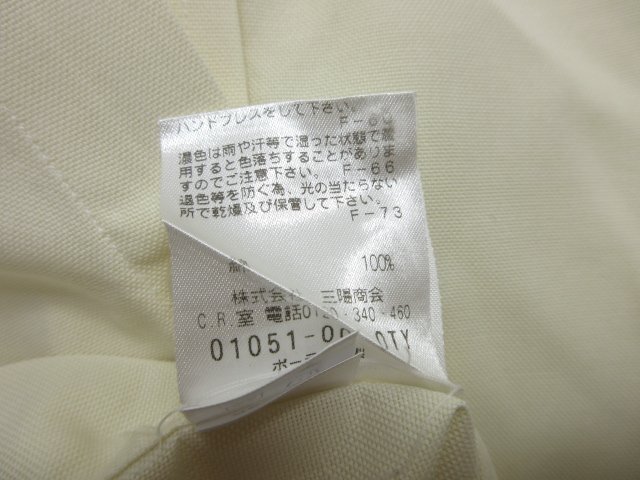 ハンドプレスをして下さい。
F-60
濃色は雨や汗等で湿った状態で着
用すると色落ちすることがありま
すのでご注意下さい。 F-66
退色等を防ぐ為、光の当たらない
所で乾燥及び保管して下さい。
F-73
綿 100%
株式会社 三陽商会
C.R.室 電話0120-340-460
01051-00 QTY